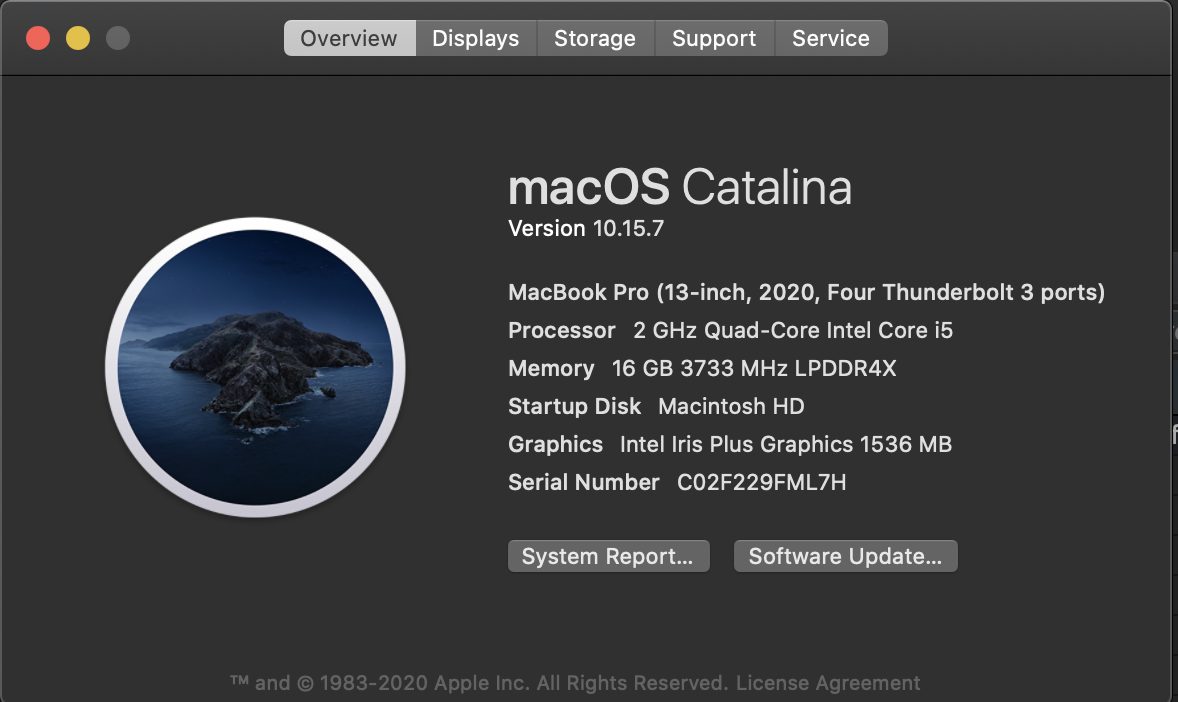 Overview Displays Storage Support Service
macOS Catalina
Version 10.15.7
MacBook Pro (13-inch, 2020, Four Thunderbolt 3 ports)
Processor 2 GHz Quad-Core Intel Core i5
Memory 16 GB 3733 MHz LPDDR4X
Startup Disk Macintosh HD
Graphics Intel Iris Plus Graphics 1536 MB
Serial Number C02F229FML7H
System Report... Software Update...
™ and © 1983-2020 Apple Inc. All Rights Reserved. License Agreement